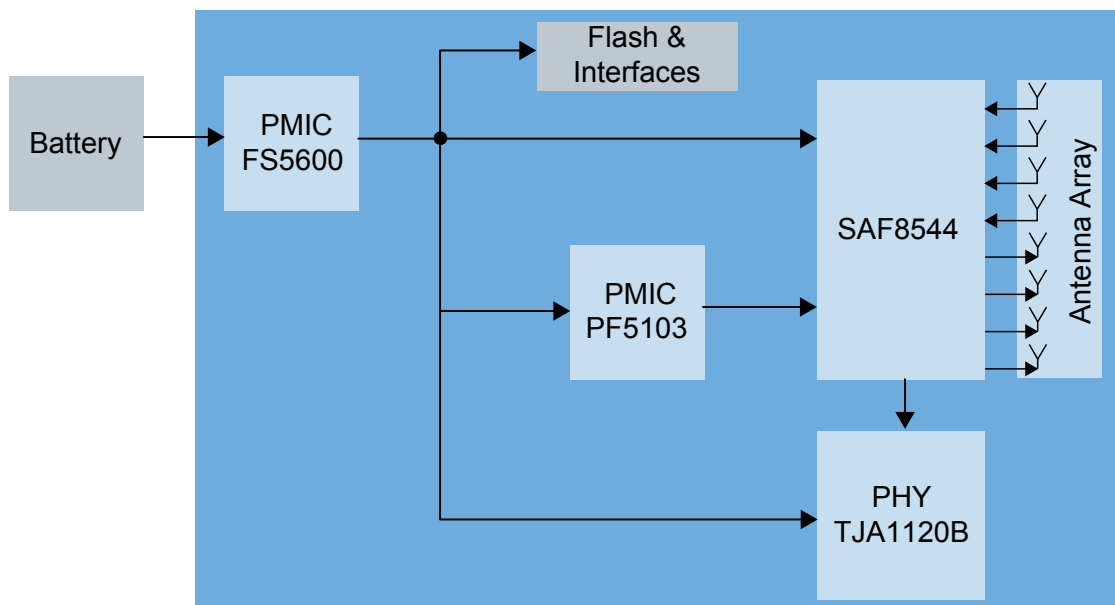 Flash &
Interfaces
Battery
PMIC
FS5600
SAF8544
Antenna Array
PMIC
PF5103
PHY
TJA1120B